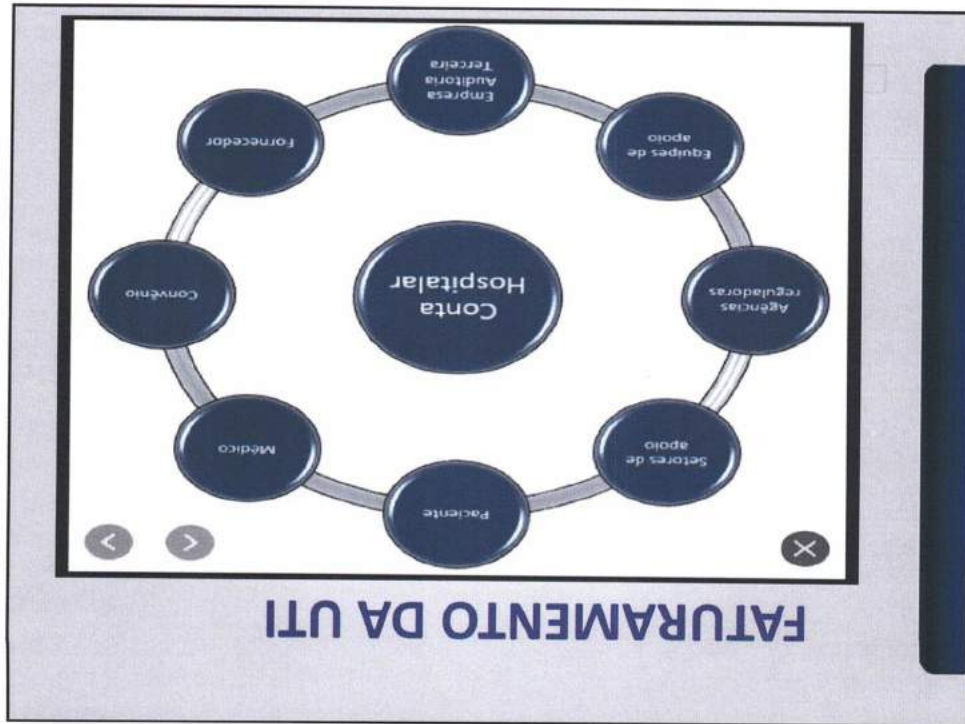 FATURAMENTO DA UTI
Paciente
Médico
Convênio
Fornecedor
Empresa
Auditoria
Terceira
Equipes de
apoio
Agências
reguladoras
Setores de
apoio
Conta
Hospitalar